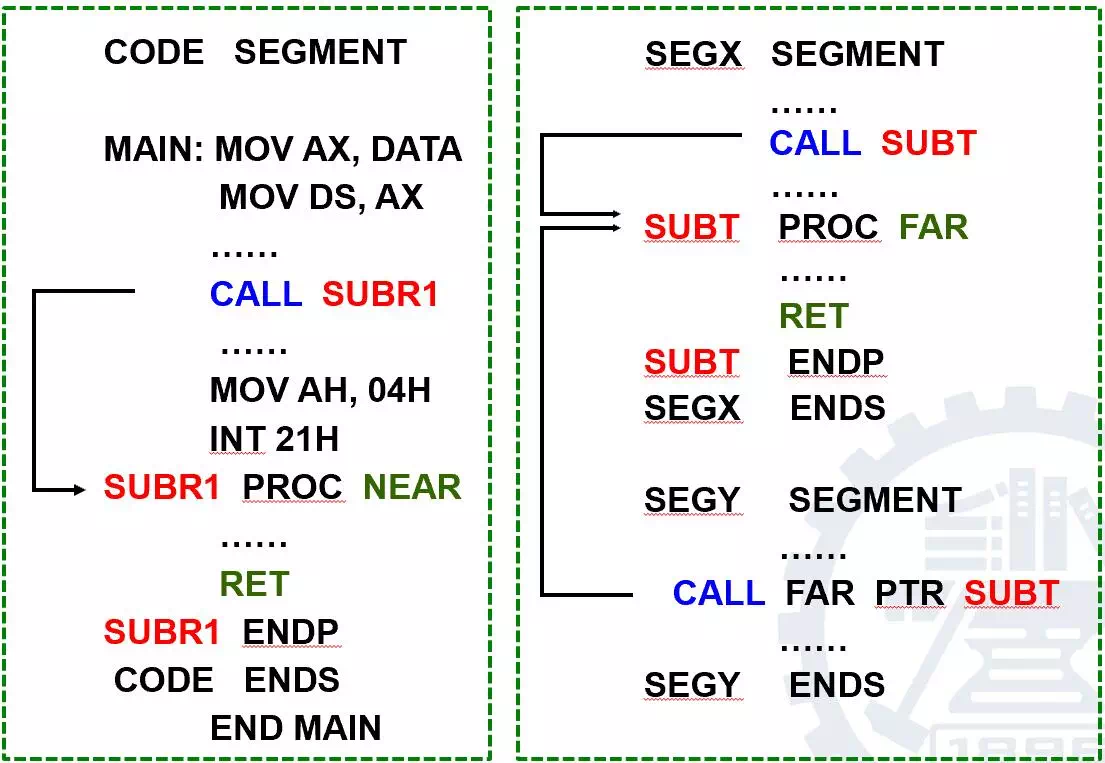 CODE SEGMENT
MAIN: MOV AX, DATA
MOV DS, AX
……
CALL SUBR1
……
MOV AH, 04H
INT 21H
SUBR1 PROC NEAR
……
RET
SUBR1 ENDP
CODE ENDS
END MAIN
SEGX SEGMENT
……
CALL SUBT
……
SUBT PROC FAR
……
RET
SUBT ENDP
SEGX ENDS
SEGY SEGMENT
……
CALL FAR PTR SUBT
……
SEGY ENDS
1896